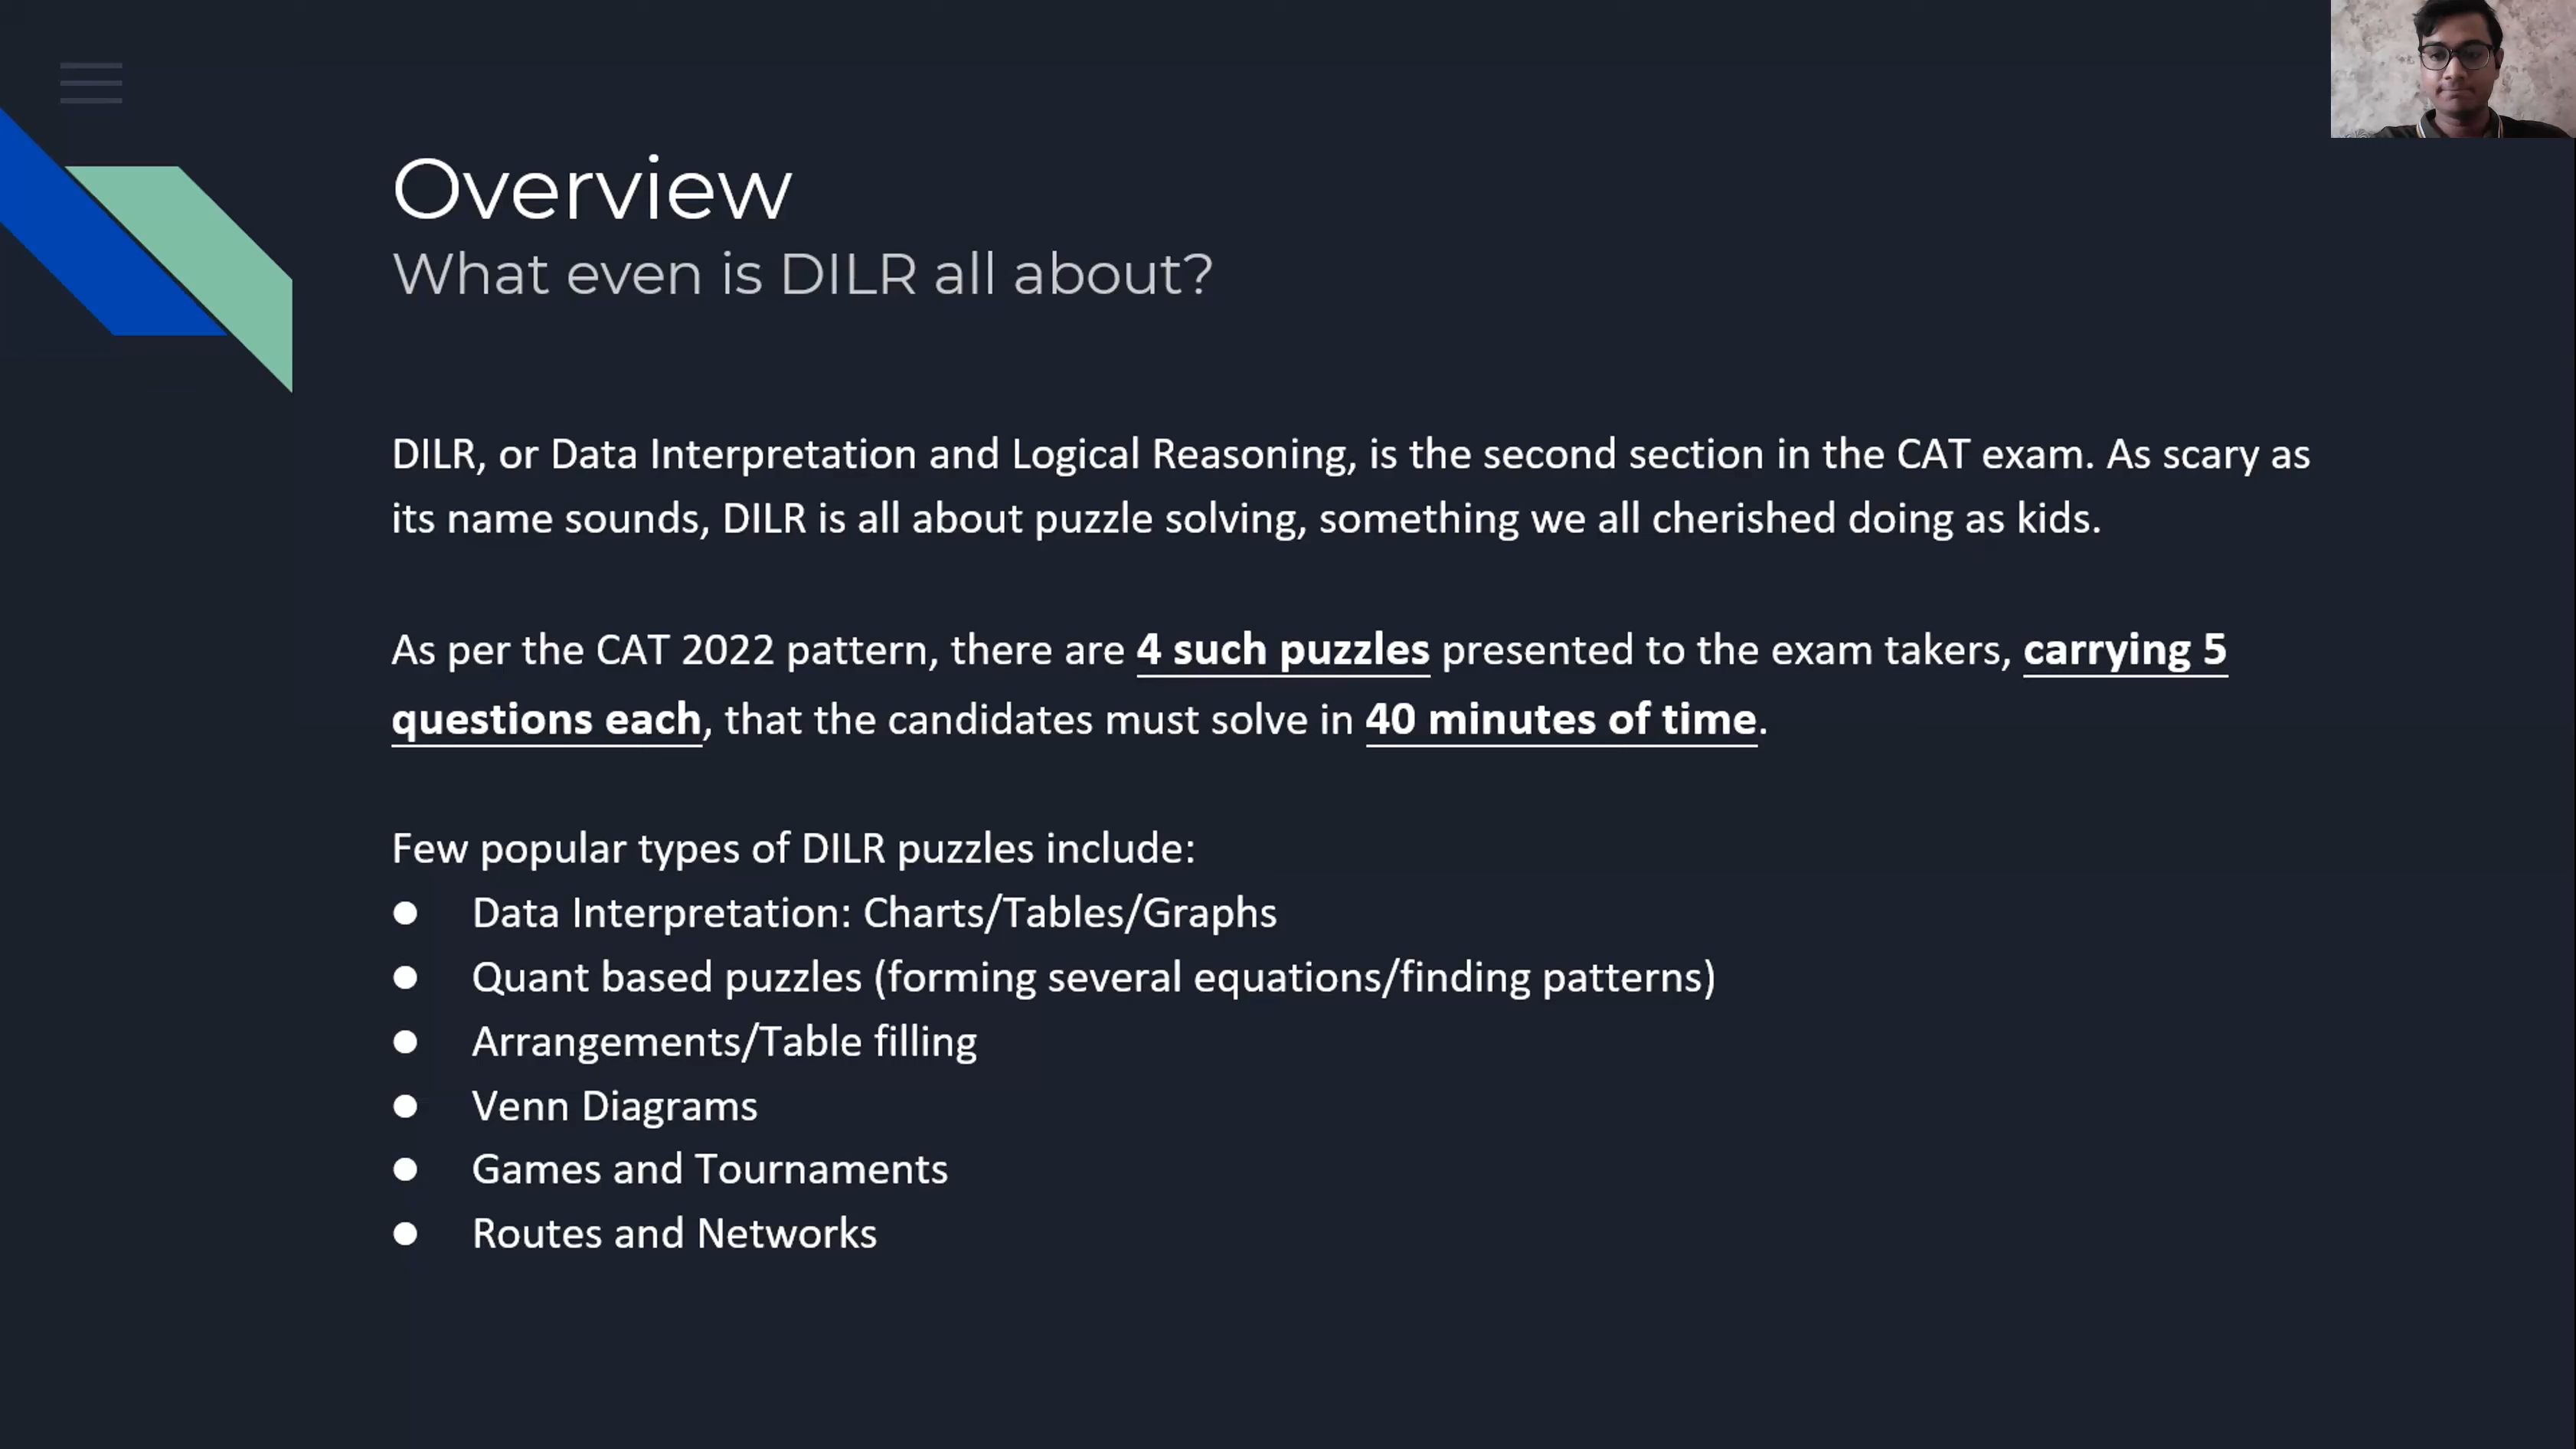 Overview
What even is DILR all about?
DILR, or Data Interpretation and Logical Reasoning, is the second section in the CAT exam. As scary as
its name sounds, DILR is all about puzzle solving, something we all cherished doing as kids.
As per the CAT 2022 pattern, there are 4 such puzzles presented to the exam takers, carrying 5
questions each, that the candidates must solve in 40 minutes of time.
Few popular types of DILR puzzles include:
● Data Interpretation: Charts/Tables/Graphs
● Quant based puzzles (forming several equations/finding patterns)
● Arrangements/Table filling
● Venn Diagrams
● Games and Tournaments
● Routes and Networks